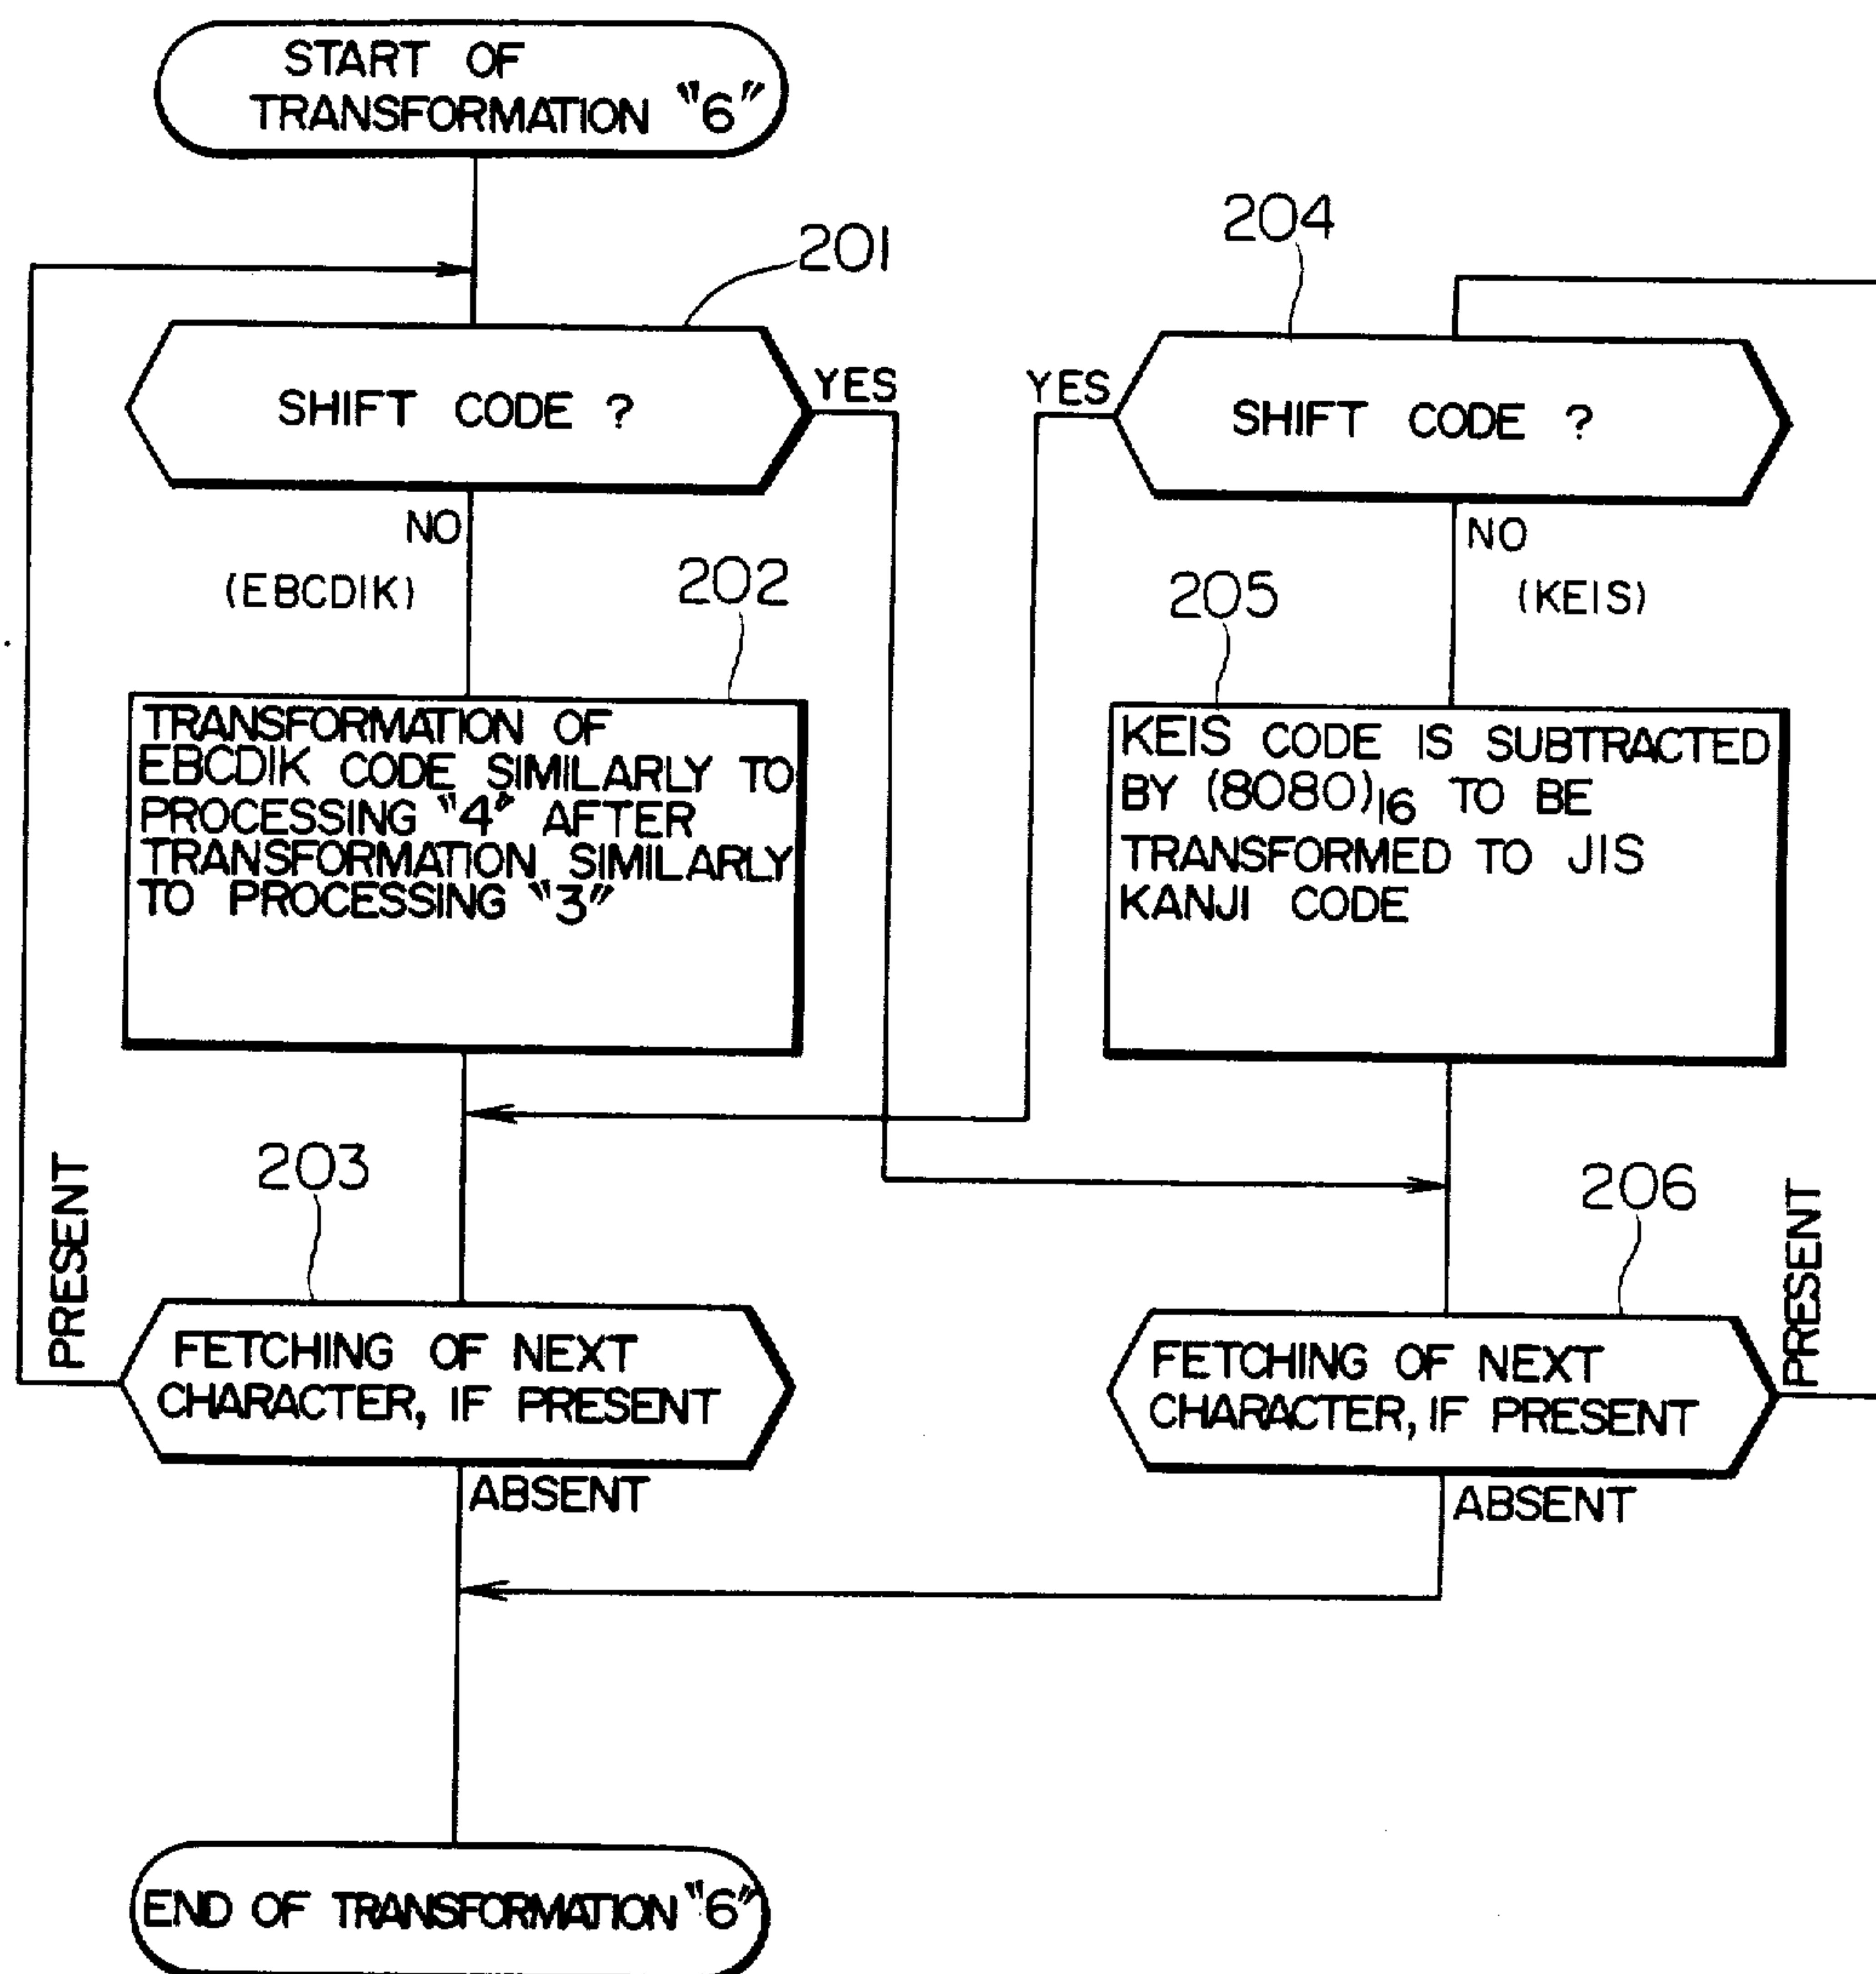 START OF
TRANSFORMATION "6"
201
204
SHIFT CODE ?
YES
YES
SHIFT CODE ?
NO
(EBCDIK)
202
NO
(KEIS)
205
TRANSFORMATION OF
EBCDIK CODE SIMILARLY TO
PROCESSING "4" AFTER
TRANSFORMATION SIMILARLY
TO PROCESSING "3"
KEIS CODE IS SUBTRACTED
BY (8080)16 TO BE
TRANSFORMED TO JIS
KANJI CODE
PRESENT
203
206
PRESENT
FETCHING OF NEXT
CHARACTER, IF PRESENT
FETCHING OF NEXT
CHARACTER, IF PRESENT
ABSENT
ABSENT
END OF TRANSFORMATION "6"